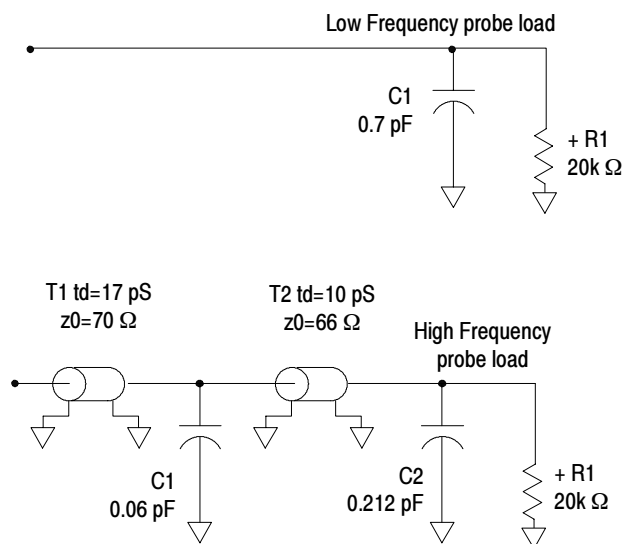 Low Frequency probe load
C1
0.7 pF
+ R1
20k Ω
T1 td=17 pS
z0=70 Ω
T2 td=10 pS
z0=66 Ω
High Frequency
probe load
C1
0.06 pF
C2
0.212 pF
+ R1
20k Ω